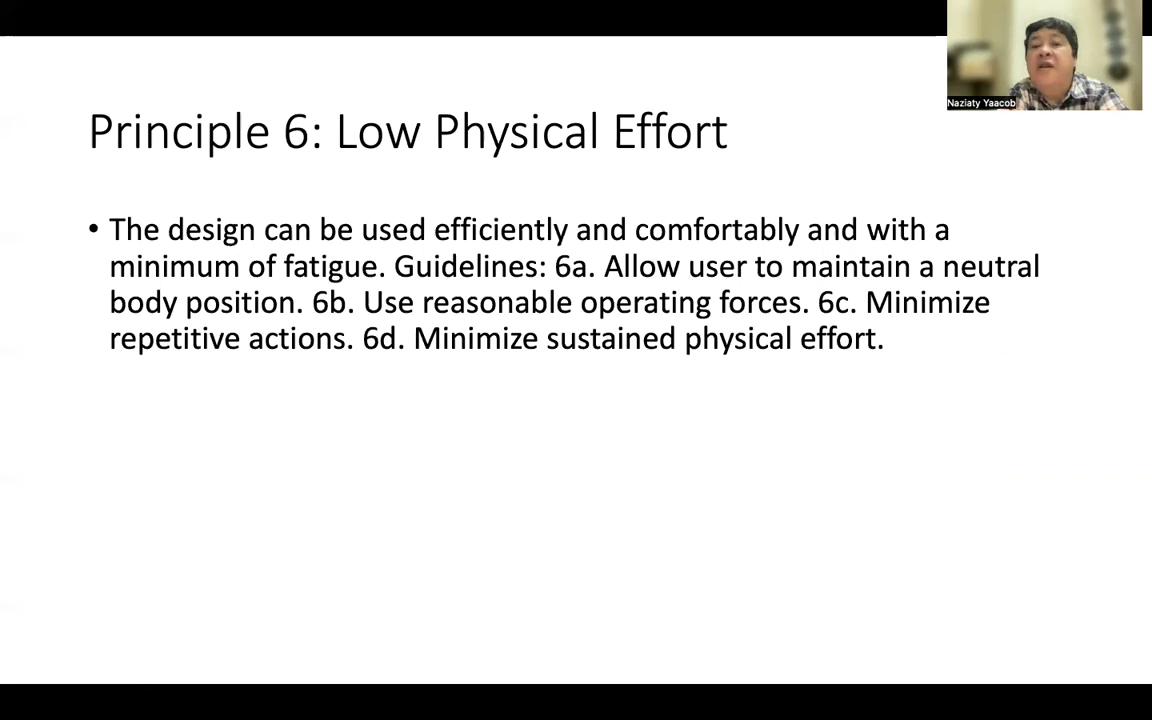 Naziaty Yaacob
Principle 6: Low Physical Effort
• The design can be used efficiently and comfortably and with a
minimum of fatigue. Guidelines: 6a. Allow user to maintain a neutral
body position. 6b. Use reasonable operating forces. 6c. Minimize
repetitive actions. 6d. Minimize sustained physical effort.